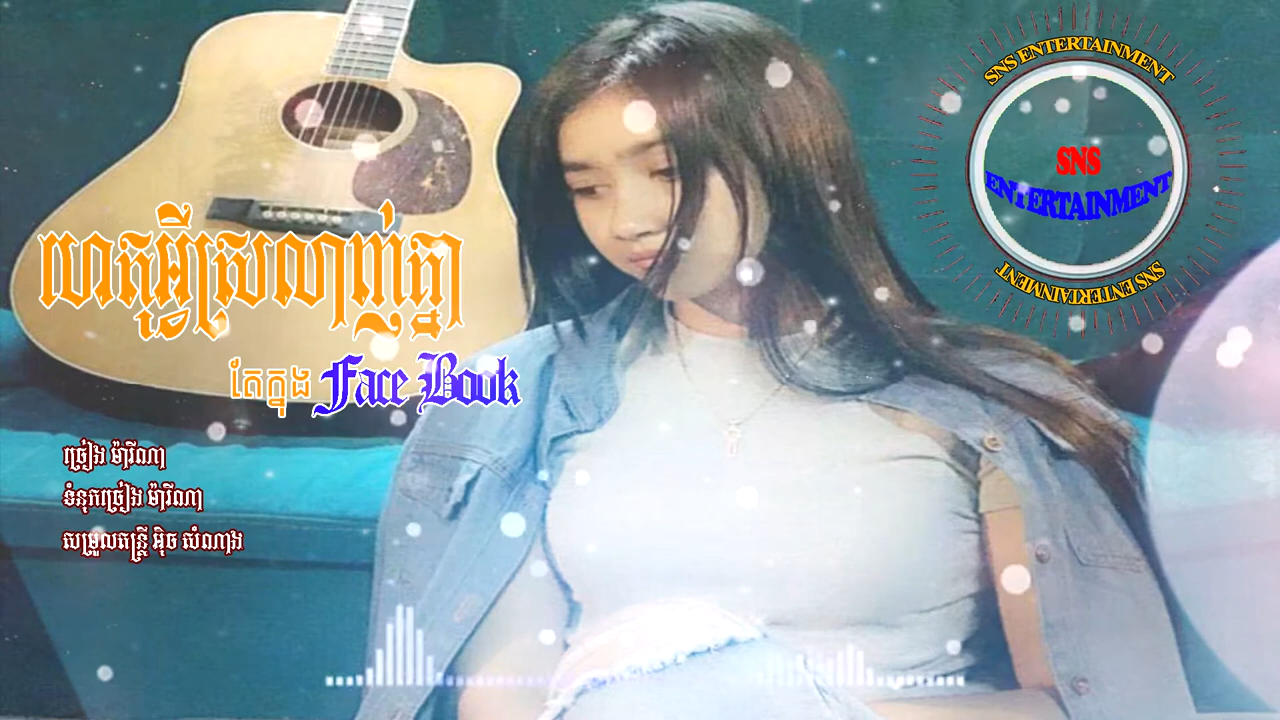 ហេតុអ្វីស្រលាញ់គ្នា
តែក្នុង Face Book
ច្រៀង ម៉ារីណា
ទំនុកច្រៀង ម៉ារីណា
សម្រួលតន្ត្រី អ៊ិច សំណាង
SNS ENTERTAINMENT
SNS
ENTERTAINMENT
SNS ENTERTAINMENT